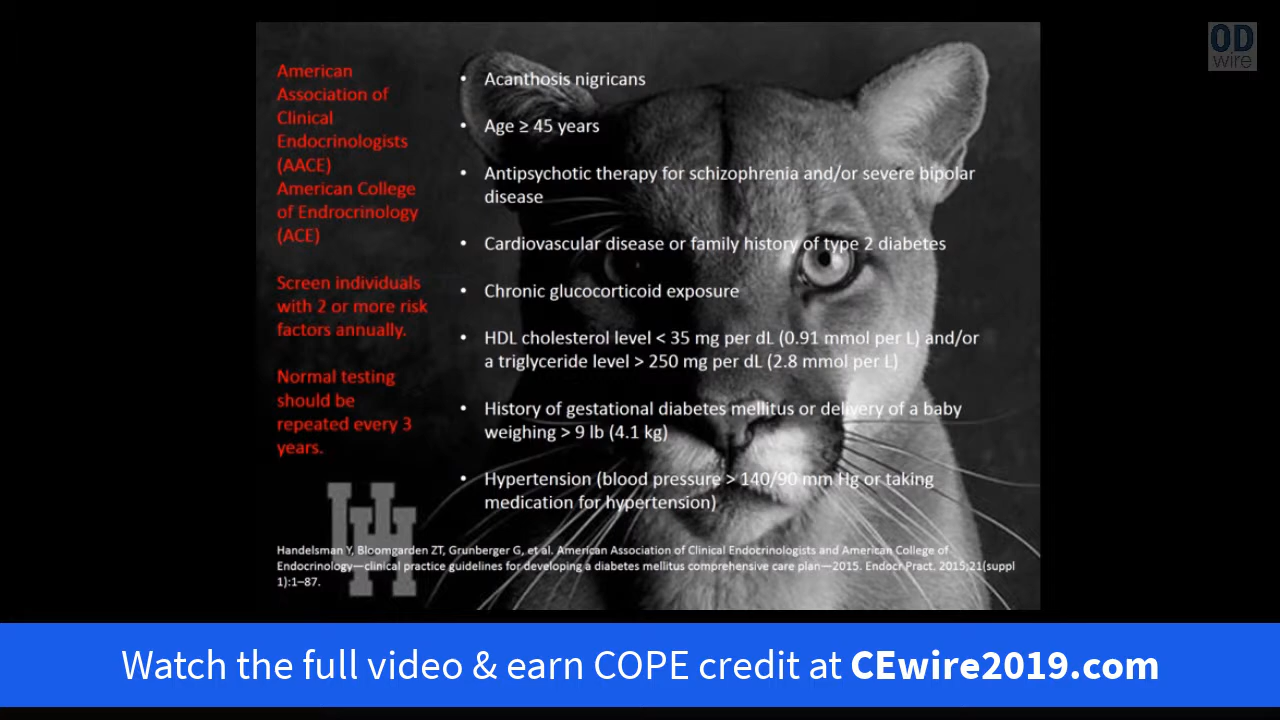 OD
wire
American
Association of
Clinical
Endocrinologists
(AACE)
American College
of Endrocrinology
(ACE)
Screen individuals
with 2 or more risk
factors annually.
Normal testing
should be
repeated every 3
years.
• Acanthosis nigricans
• Age ≥ 45 years
• Antipsychotic therapy for schizophrenia and/or severe bipolar
disease
• Cardiovascular disease or family history of type 2 diabetes
• Chronic glucocorticoid exposure
• HDL cholesterol level < 35 mg per dL (0.91 mmol per L) and/or
a triglyceride level > 250 mg per dL (2.8 mmol per L)
• History of gestational diabetes mellitus or delivery of a baby
weighing > 9 lb (4.1 kg)
• Hypertension (blood pressure > 140/90 mm Hg or taking
medication for hypertension)
Handelsman Y, Bloomgarden ZT, Grunberger G, et al. American Association of Clinical Endocrinologists and American College of
Endocrinology—clinical practice guidelines for developing a diabetes mellitus comprehensive care plan—2015. Endocr Pract. 2015;21(suppl
1):1–87.
Watch the full video & earn COPE credit at CEwire2019.com